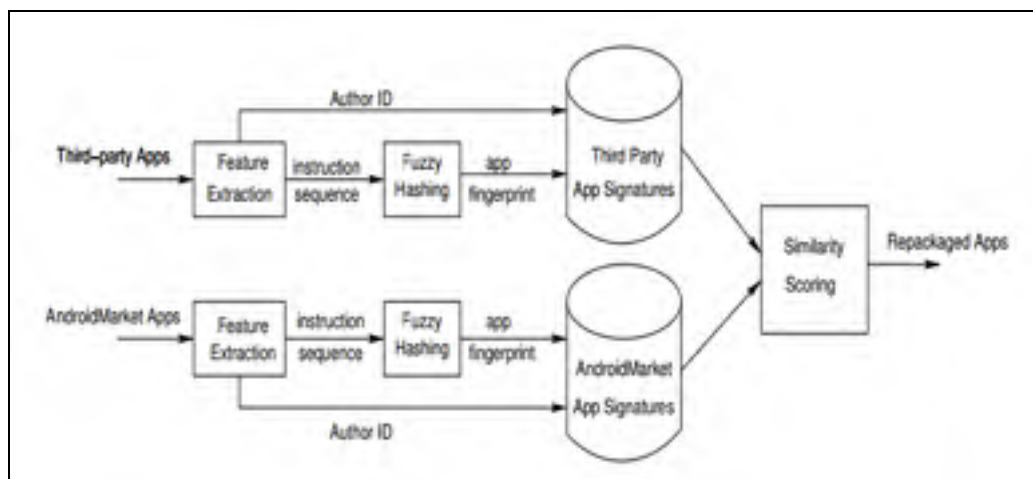 Author ID
Third-party Apps
Feature
Extraction
instruction
sequence
Fuzzy
Hashing
app
fingerprint
Third Party
App Signatures
Similarity
Scoring
Repackaged Apps
AndroidMarket Apps
Feature
Extraction
instruction
sequence
Fuzzy
Hashing
app
fingerprint
AndroidMarket
App Signatures
Author ID